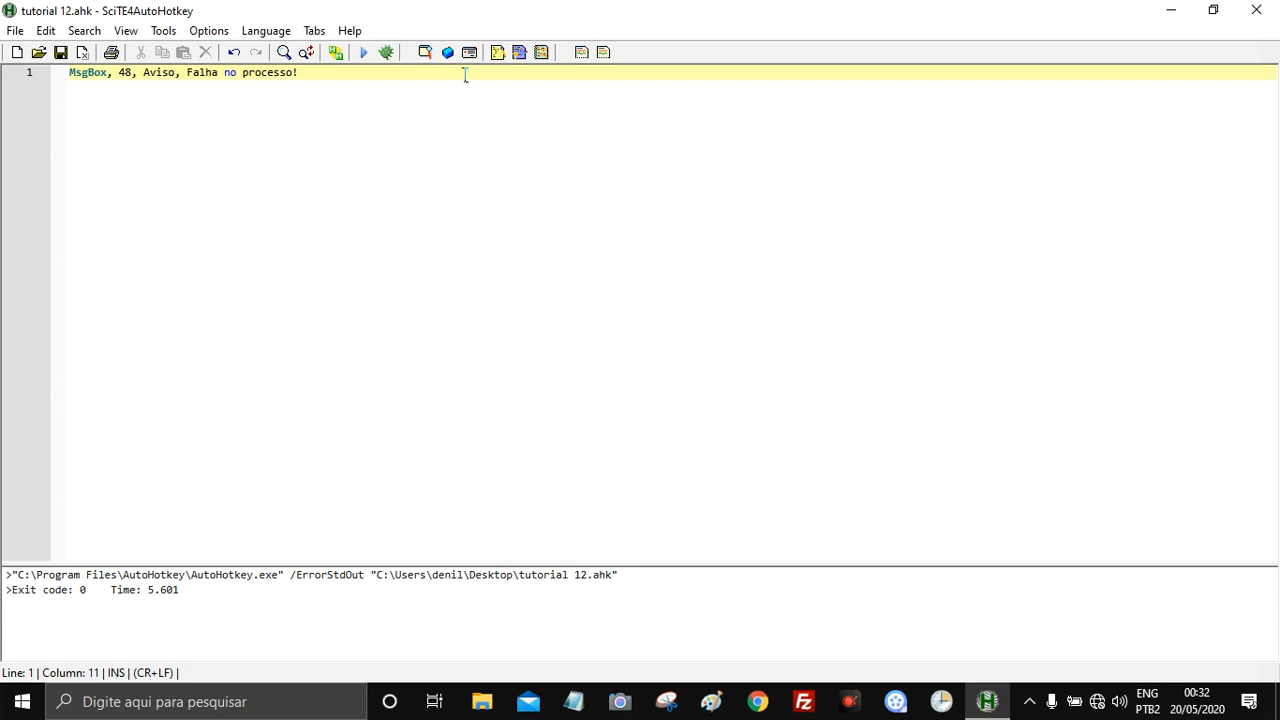 tutorial 12.ahk - SciTE4AutoHotkey
File Edit Search View Tools Options Language Tabs Help
1 MsgBox, 48, Aviso, Falha no processo!
>"C:\Program Files\AutoHotkey\AutoHotkey.exe" /ErrorStdOut "C:\Users\denil\Desktop\tutorial 12.ahk"
>Exit code: 0 Time: 5.601
Line: 1 | Column: 11 | INS | (CR+LF) |
Digite aqui para pesquisar
ENG 00:32
PTB2 20/05/2020